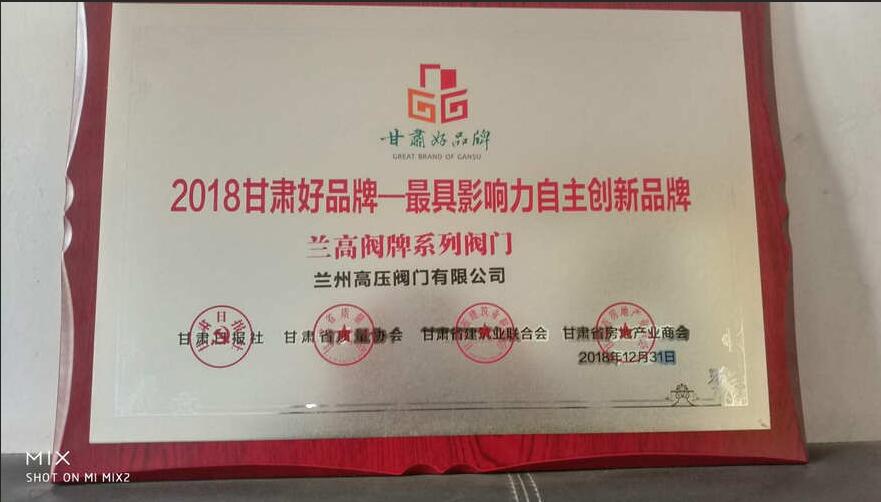 甘肃好品牌
GREAT BRAND OF GANSU
2018甘肃好品牌—最具影响力自主创新品牌
兰高阀牌系列阀门
兰州高压阀门有限公司
甘肃日报社 甘肃省质量协会 甘肃省建筑业联合会 甘肃省房地产业商会
2018年12月31日
MIX
SHOT ON MI MIX2